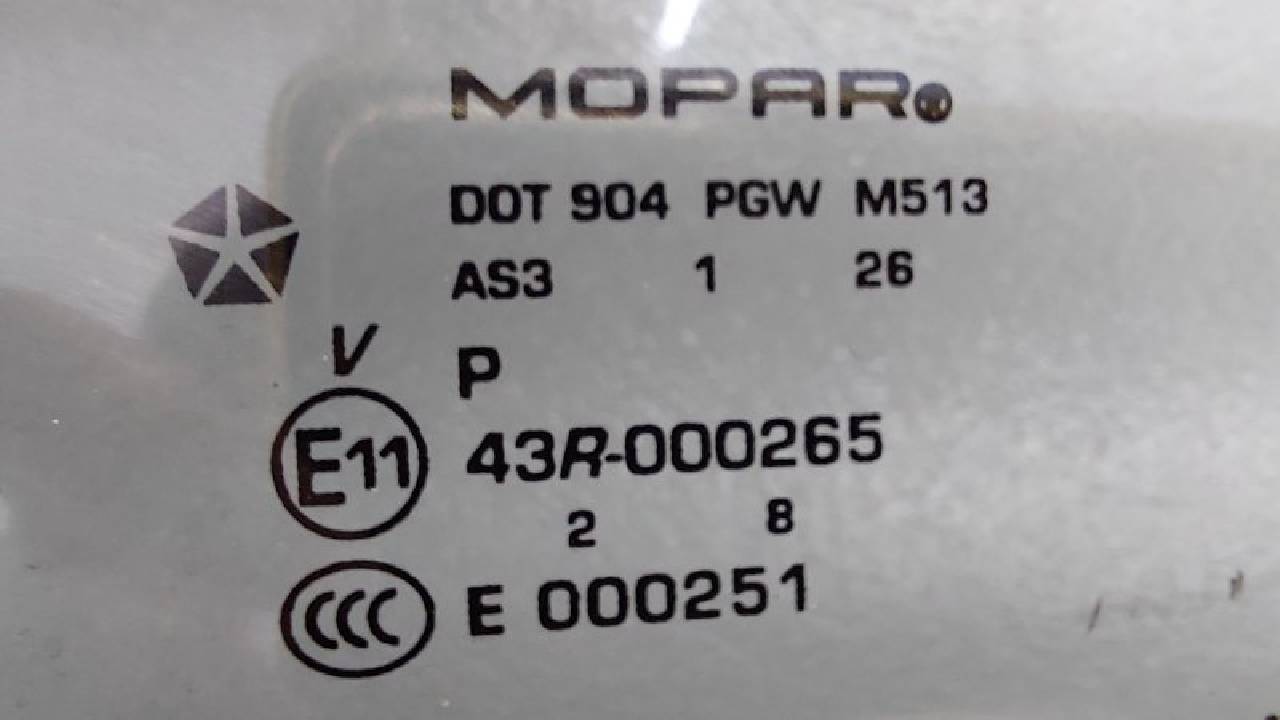 MOPAR
DOT 904 PGW M513
AS3 1 26
V P
E11 43R-000265
2 8
CCC E 000251